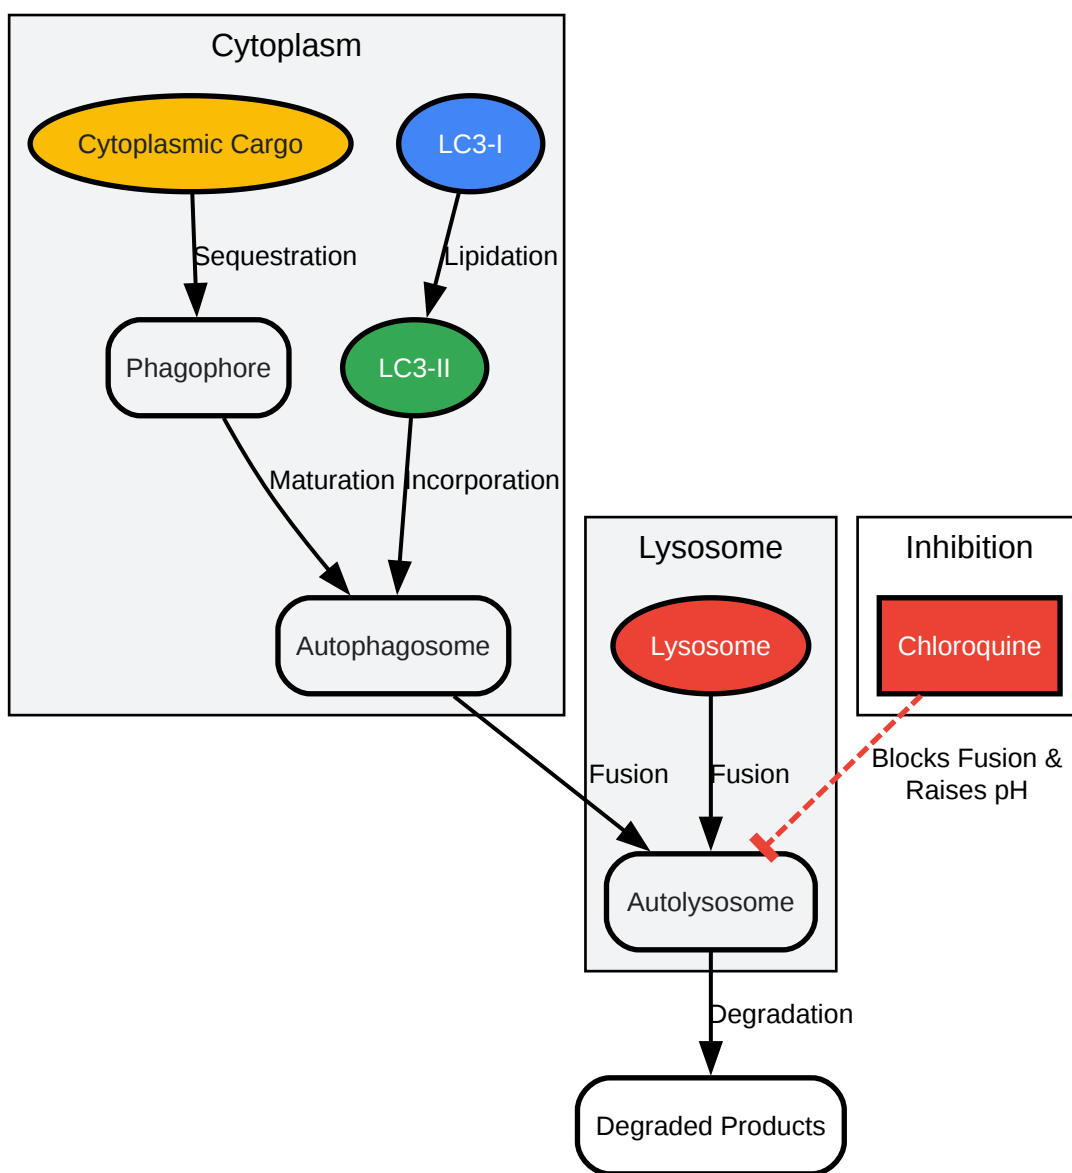 Cytoplasm
Cytoplasmic Cargo
LC3-I
Sequestration
Lipidation
Phagophore
LC3-II
Maturation
Incorporation
Lysosome
Inhibition
Autophagosome
Lysosome
Chloroquine
Fusion
Fusion
Blocks Fusion &
Raises pH
Autolysosome
Degradation
Degraded Products